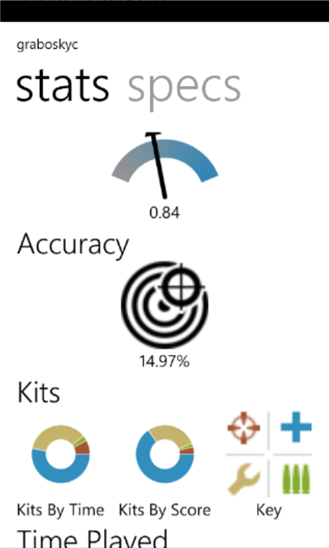 graboskyc
stats specs
0.84
Accuracy
14.97%
Kits
Kits By Time Kits By Score Key
Time Played